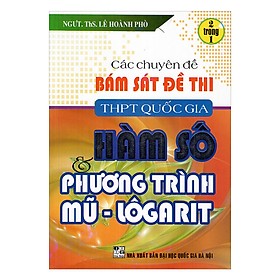 NGƯT. ThS. LÊ HOÀNH PHÒ
2 trong 1
Các chuyên đề
BÁM SÁT ĐỀ THI
THPT QUỐC GIA
HÀM SỐ
&
PHƯƠNG TRÌNH
MŨ - LÔGARIT
NHÀ XUẤT BẢN ĐẠI HỌC QUỐC GIA HÀ NỘI